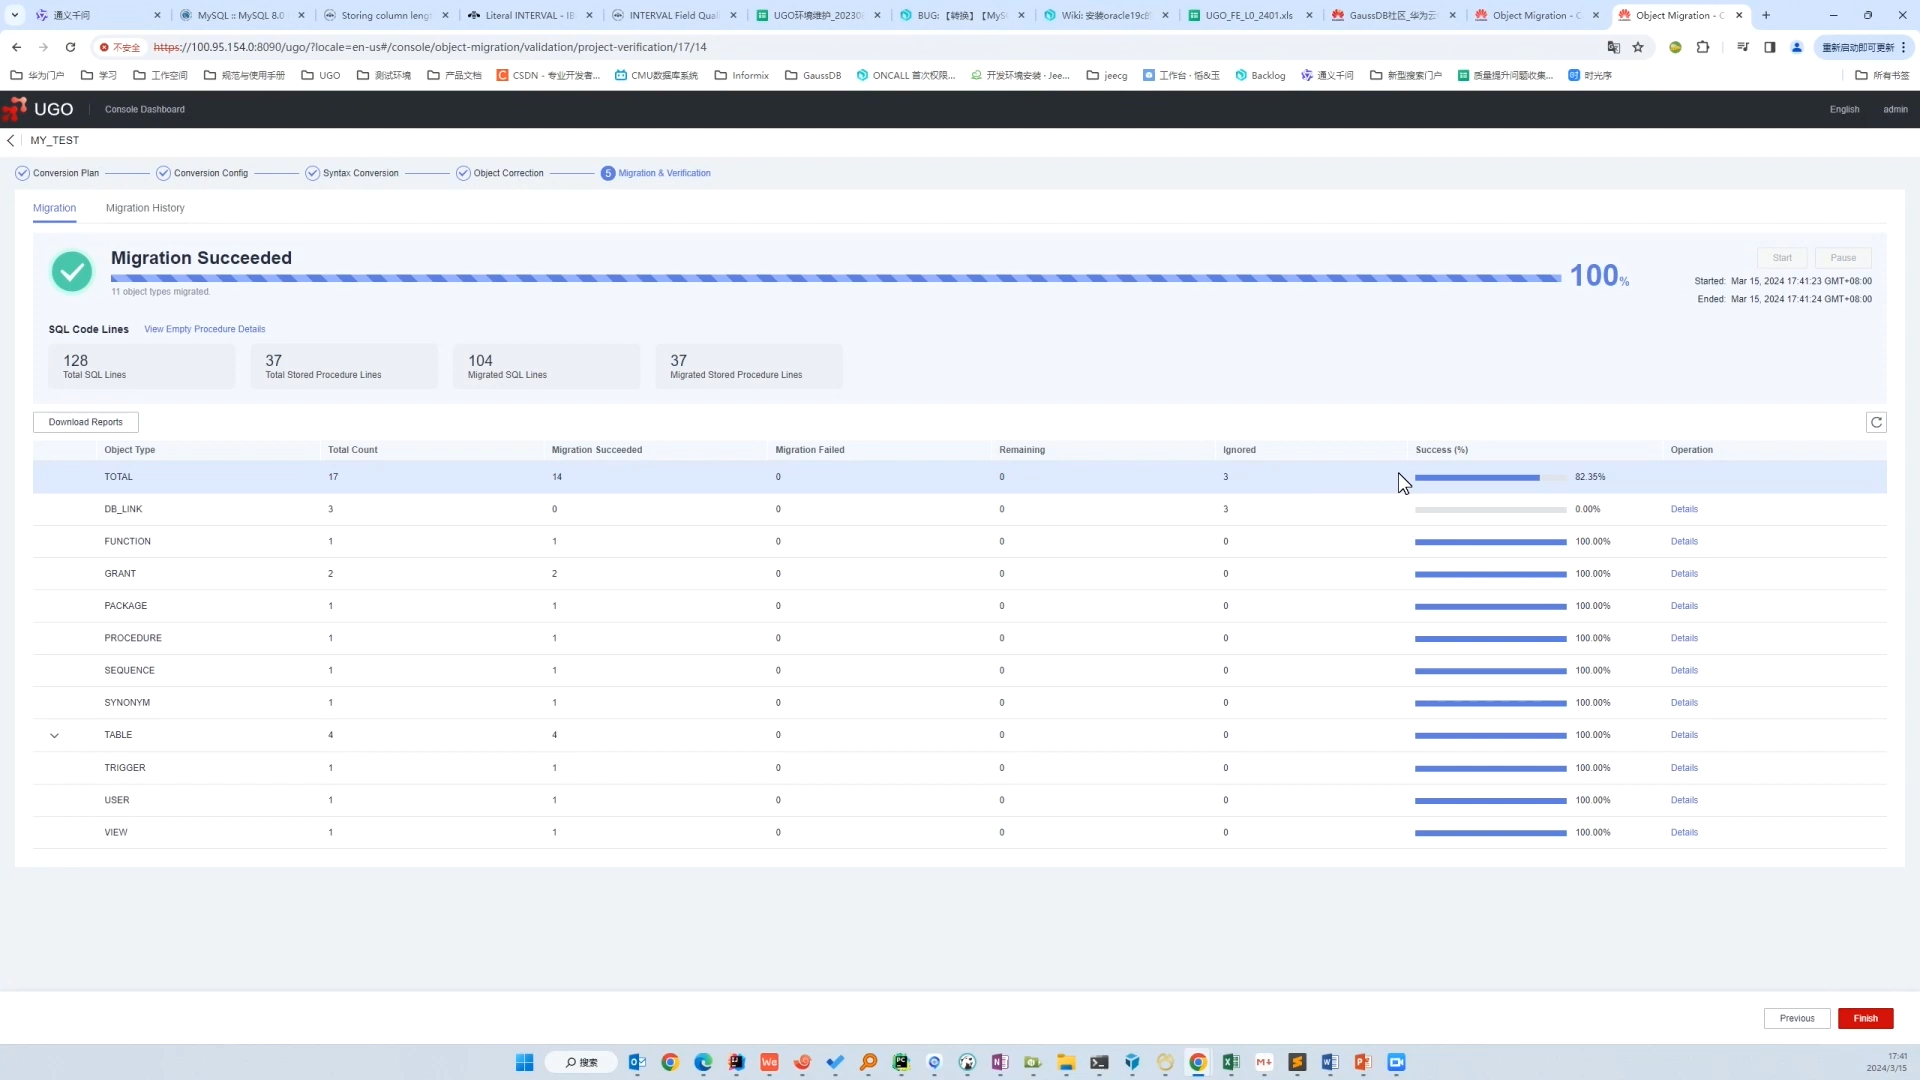 通义千问
MySQL :: MySQL 8.0
Storing column leng
Literal INTERVAL - IB
INTERVAL Field Quali
UGO环境维护_202308
BUG: 【转换】【MyS
Wiki: 安装oracle19c的
UGO_FE_L0_2401.xls
GaussDB社区_华为云
Object Migration - C
Object Migration - C
不安全
https://100.95.154.0:8090/ugo/?locale=en-us#/console/object-migration/validation/project-verification/17/14
重新启动即可更新
华为门户
学习
工作空间
规范与使用手册
UGO
测试环境
产品文档
CSDN - 专业开发者...
CMU数据库系统
Informix
GaussDB
ONCALL 首次权限...
开发环境安装 · Jee...
jeecg
工作台 · 恬&玉
Backlog
通义千问
新型搜索门户
质量提升问题收集...
时光序
所有书签
UGO
Console Dashboard
English
admin
MY_TEST
Conversion Plan
Conversion Config
Syntax Conversion
Object Correction
5 Migration & Verification
Migration
Migration History
Migration Succeeded
100%
11 object types migrated.
Start
Pause
Started: Mar 15, 2024 17:41:23 GMT+08:00
Ended: Mar 15, 2024 17:41:24 GMT+08:00
SQL Code Lines
View Empty Procedure Details
128
Total SQL Lines
37
Total Stored Procedure Lines
104
Migrated SQL Lines
37
Migrated Stored Procedure Lines
Download Reports
Object Type Total Count Migration Succeeded Migration Failed Remaining Ignored Success (%) Operation
TOTAL 17 14 0 0 3 82.35%
DB_LINK 3 0 0 0 3 0.00% Details
FUNCTION 1 1 0 0 0 100.00% Details
GRANT 2 2 0 0 0 100.00% Details
PACKAGE 1 1 0 0 0 100.00% Details
PROCEDURE 1 1 0 0 0 100.00% Details
SEQUENCE 1 1 0 0 0 100.00% Details
SYNONYM 1 1 0 0 0 100.00% Details
TABLE 4 4 0 0 0 100.00% Details
TRIGGER 1 1 0 0 0 100.00% Details
USER 1 1 0 0 0 100.00% Details
VIEW 1 1 0 0 0 100.00% Details
Previous
Finish
搜索
17:41
2024/3/15